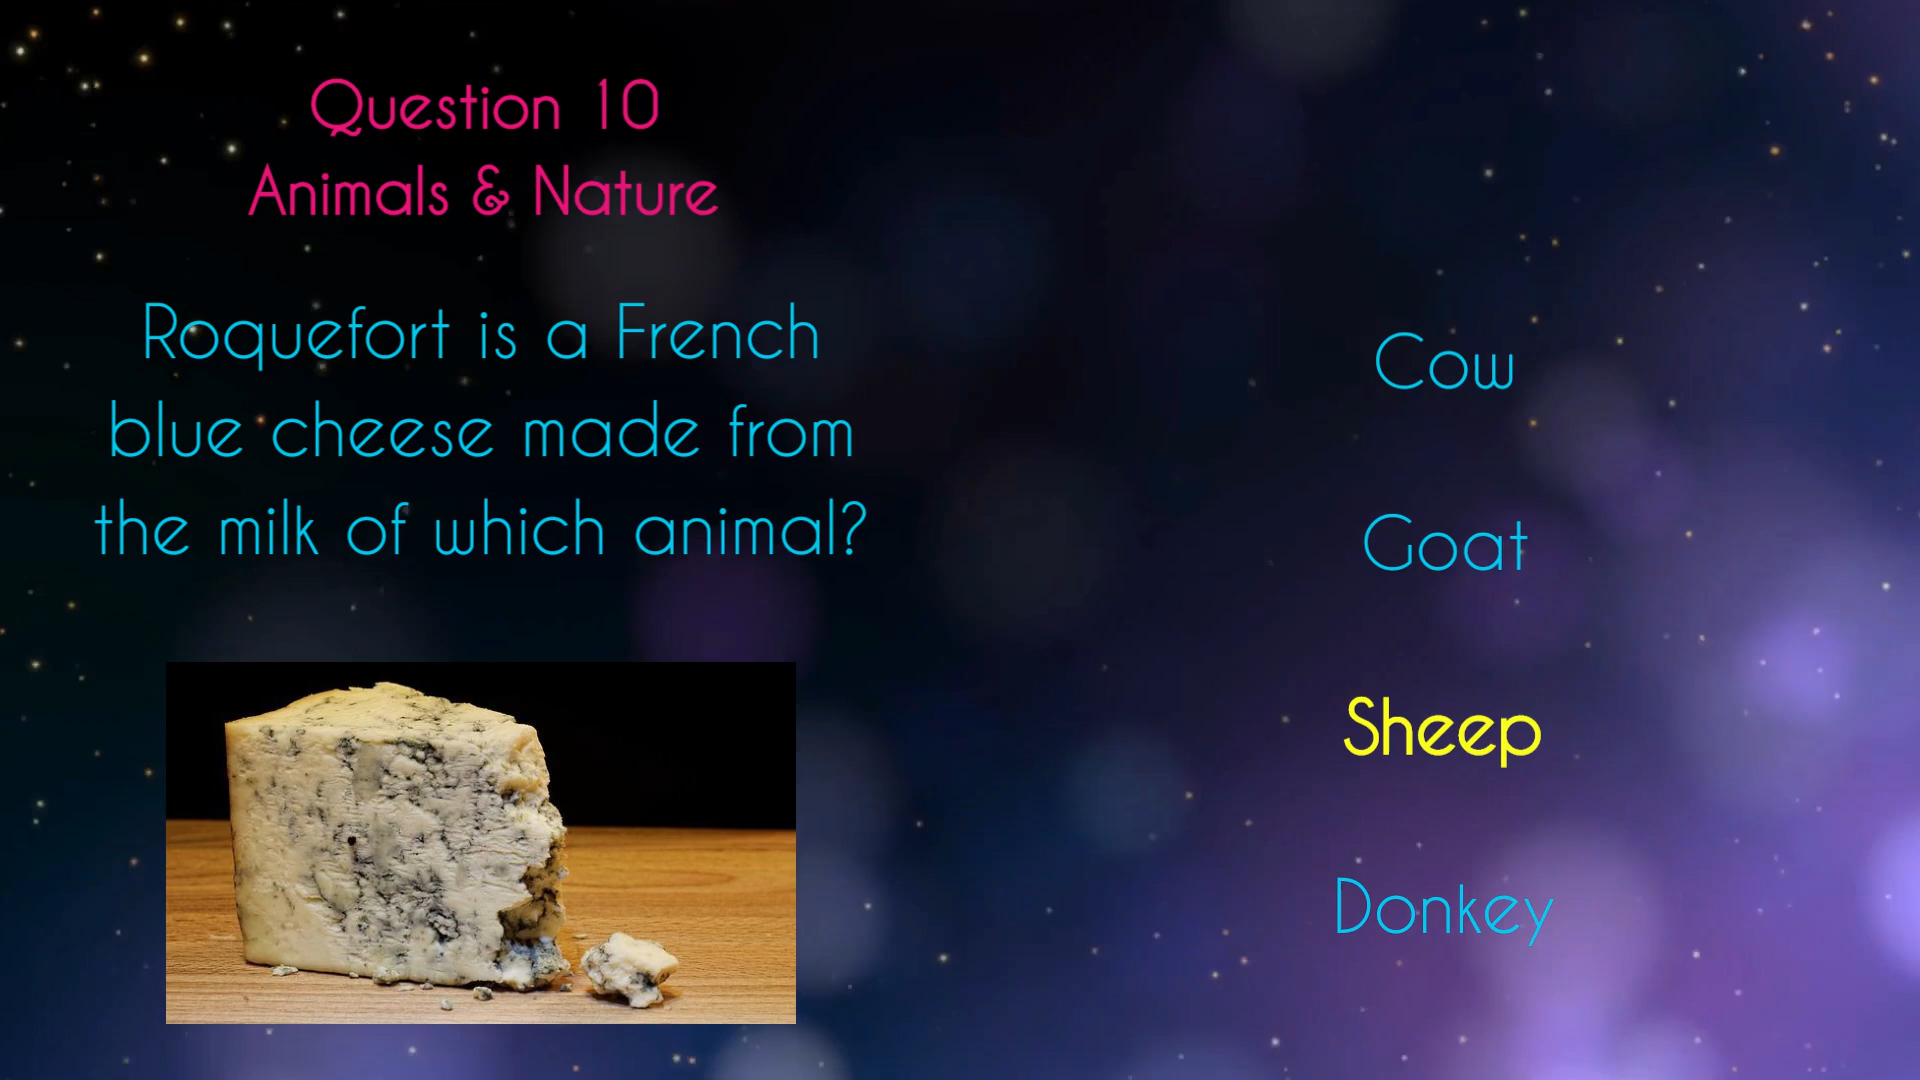 Question 10
Animals & Nature
Roquefort is a French
blue cheese made from
the milk of which animal?
Cow
Goat
Sheep
Donkey